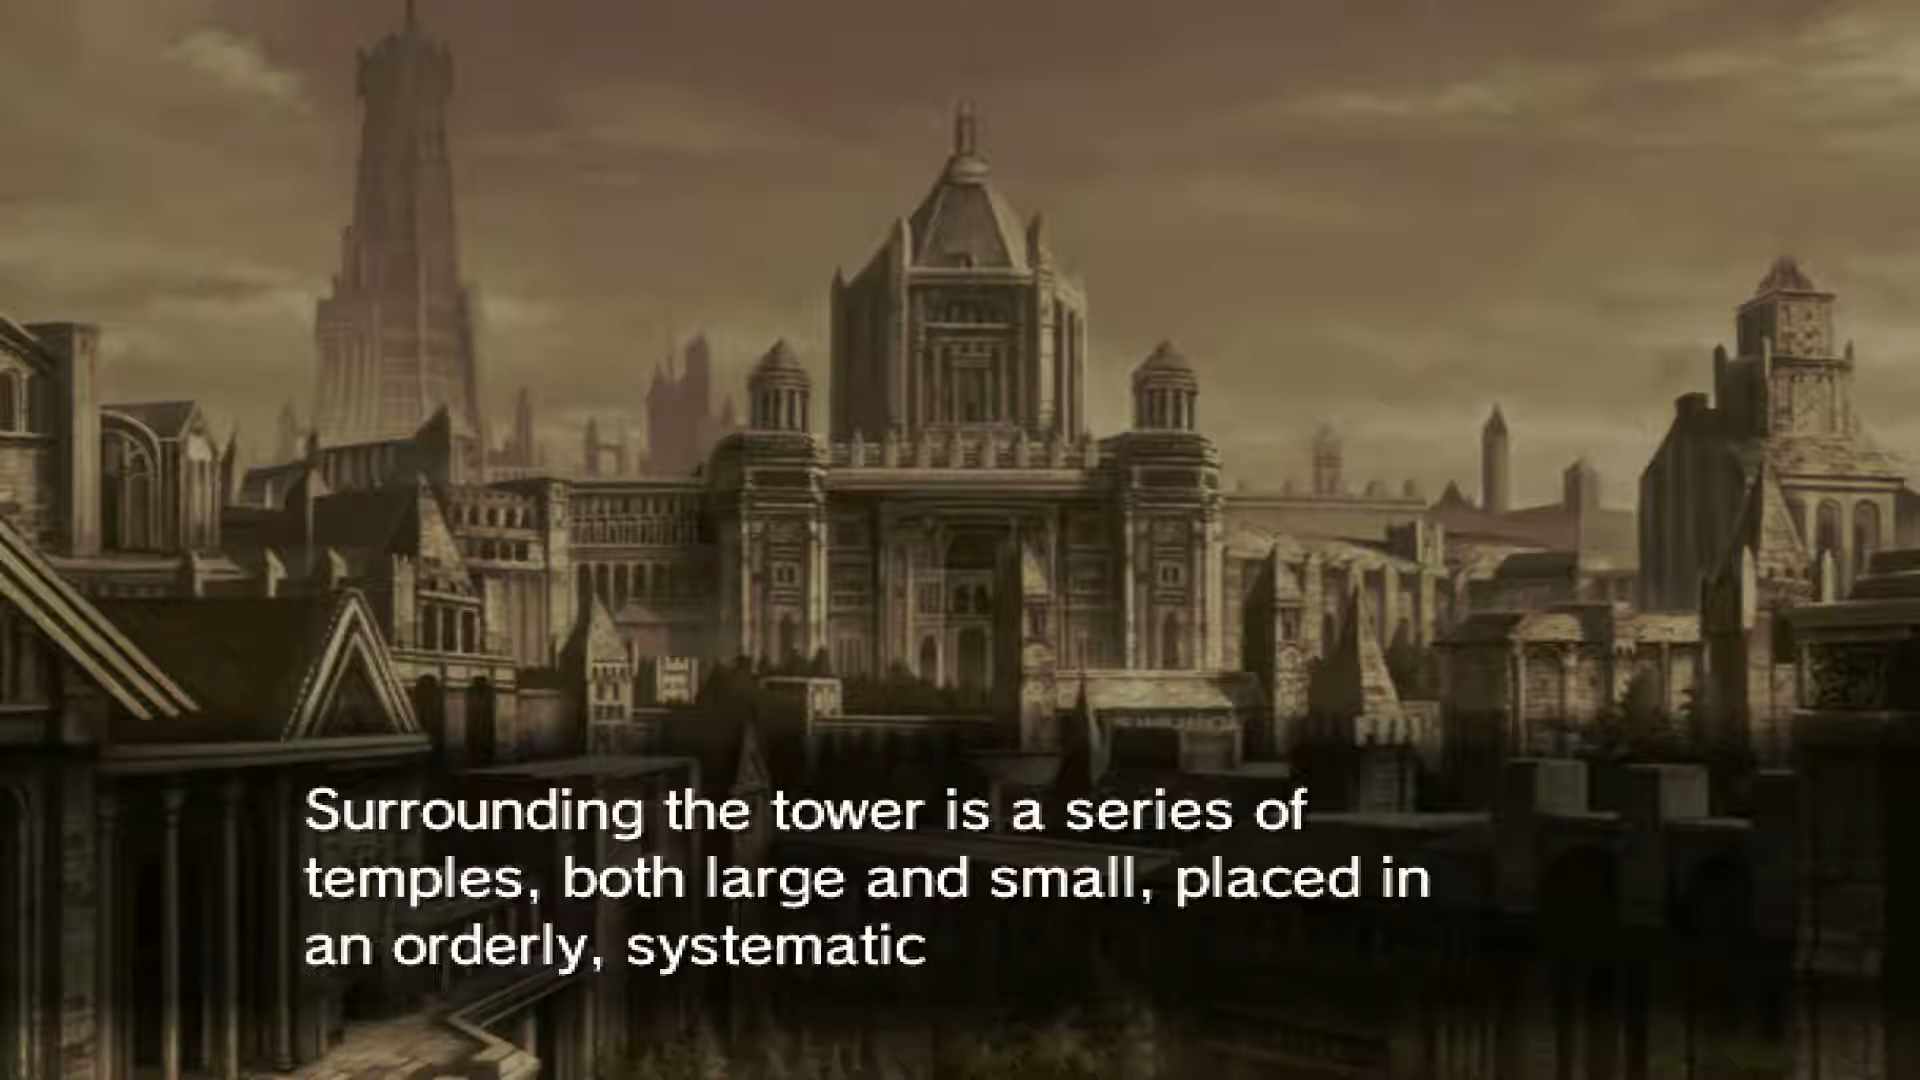 Surrounding the tower is a series of
temples, both large and small, placed in
an orderly, systematic